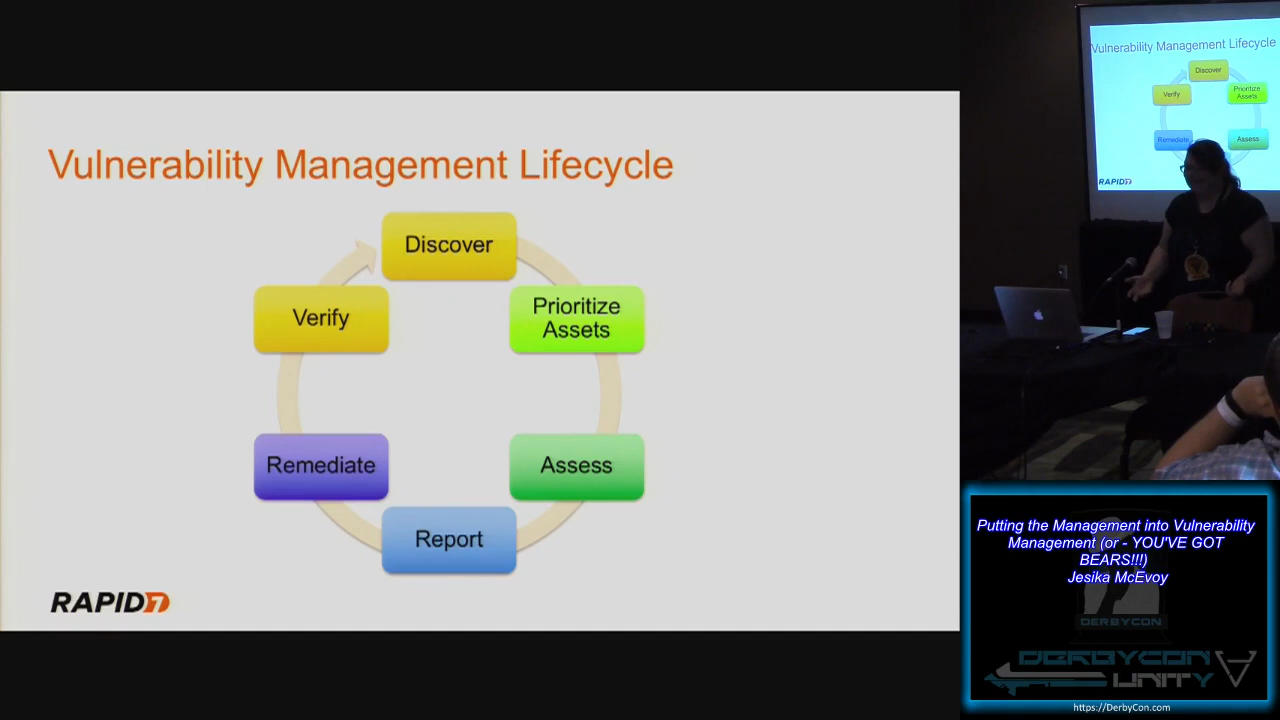 Vulnerability Management Lifecycle
Discover
Prioritize
Assets
Verify
Remediate
Assess
Report
RAPID7
Vulnerability Management Lifecycle
Discover
Verify
Prioritize
Assets
Remediate
Assess
RAPID7
Putting the Management into Vulnerability
Management (or - YOU'VE GOT
BEARS!!!)
Jesika McEvoy
DERBYCON
DERBYCON
UNITY
https://DerbyCon.com